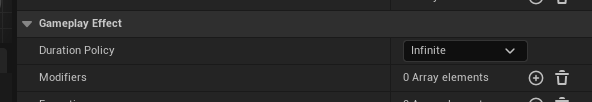 Gameplay Effect
Duration Policy Infinite
Modifiers 0 Array elements